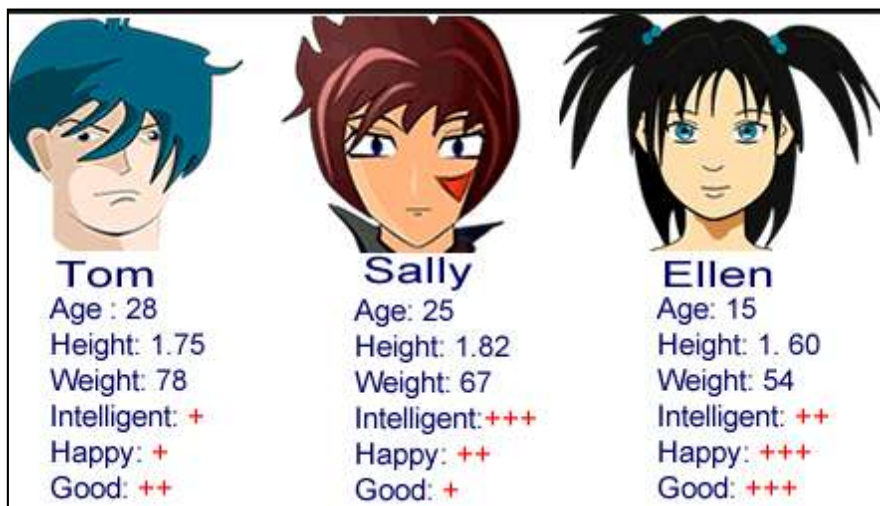 Tom
Age : 28
Height: 1.75
Weight: 78
Intelligent: +
Happy: +
Good: ++
Sally
Age: 25
Height: 1.82
Weight: 67
Intelligent:+++
Happy: ++
Good: +
Ellen
Age: 15
Height: 1. 60
Weight: 54
Intelligent: ++
Happy: +++
Good: +++